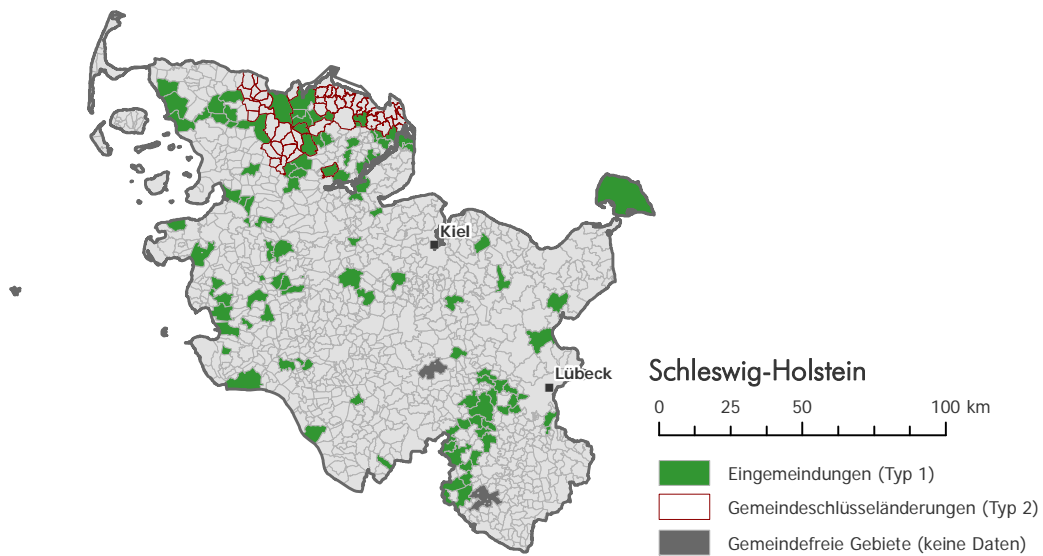 Kiel
Lübeck
Schleswig-Holstein
0 25 50 100 km
Eingemeindungen (Typ 1)
Gemeindeschlüsseländerungen (Typ 2)
Gemeindefreie Gebiete (keine Daten)